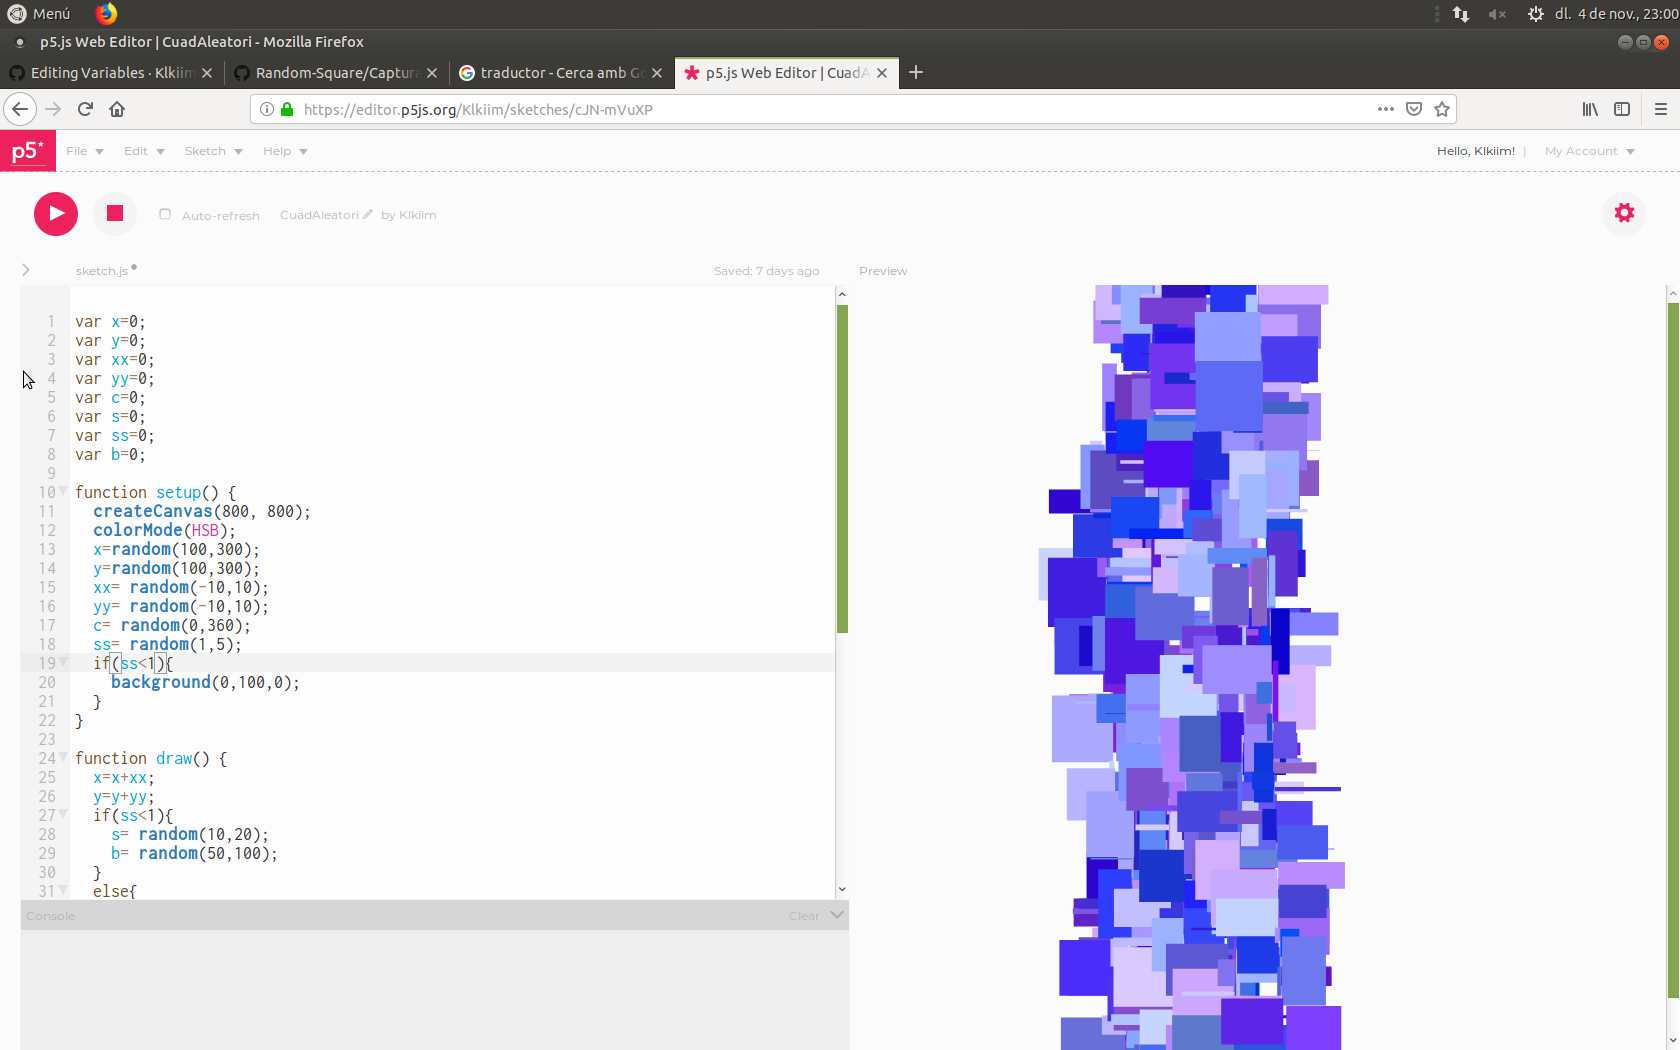 Menú
dl. 4 de nov., 23:00
p5.js Web Editor | CuadAleatori - Mozilla Firefox
Editing Variables · Klkiim
Random-Square/Captura
traductor - Cerca amb Go
p5.js Web Editor | CuadA
https://editor.p5js.org/Klkiim/sketches/cJN-mVuXP
p5*
File
Edit
Sketch
Help
Hello, Klkiim! |
My Account
Auto-refresh
CuadAleatori
by Klkiim
sketch.js
Saved: 7 days ago
Preview
1 var x=0;
2 var y=0;
3 var xx=0;
4 var yy=0;
5 var c=0;
6 var s=0;
7 var ss=0;
8 var b=0;
9
10 function setup() {
11 createCanvas(800, 800);
12 colorMode(HSB);
13 x=random(100,300);
14 y=random(100,300);
15 xx= random(-10,10);
16 yy= random(-10,10);
17 c= random(0,360);
18 ss= random(1,5);
19 if(ss<1){
20 background(0,100,0);
21 }
22 }
23
24 function draw() {
25 x=x+xx;
26 y=y+yy;
27 if(ss<1){
28 s= random(10,20);
29 b= random(50,100);
30 }
31 else{
Console
Clear